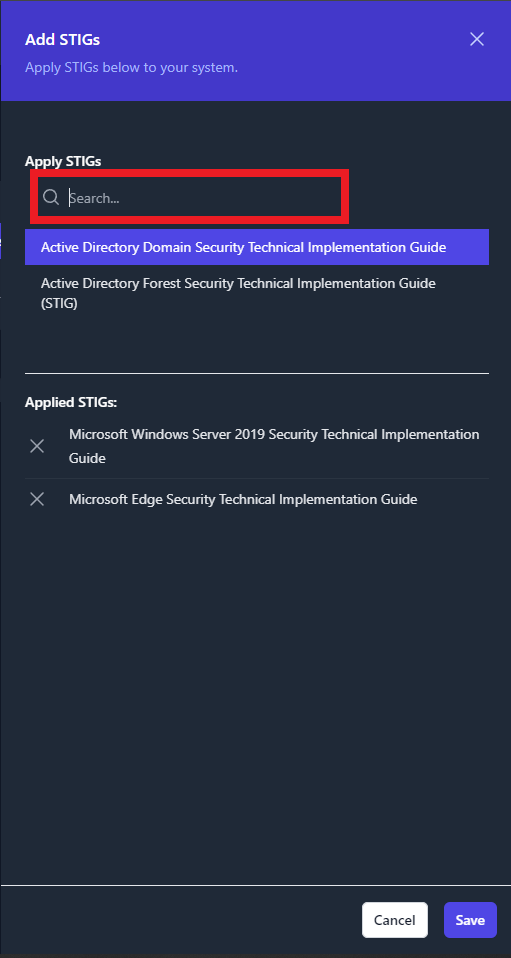 Add STIGs
Apply STIGs below to your system.
Apply STIGs
Search...
Active Directory Domain Security Technical Implementation Guide
Active Directory Forest Security Technical Implementation Guide
(STIG)
Applied STIGs:
Microsoft Windows Server 2019 Security Technical Implementation
Guide
Microsoft Edge Security Technical Implementation Guide
Cancel
Save